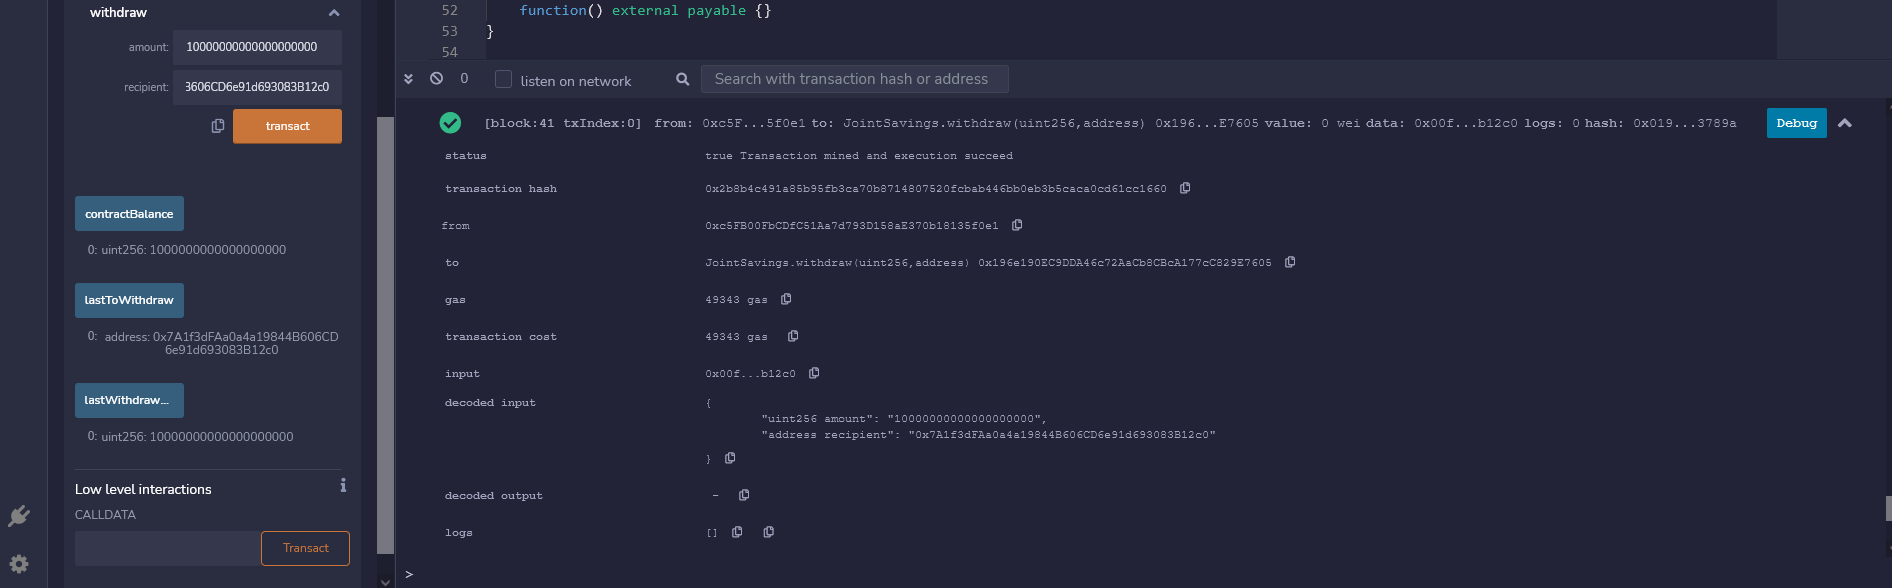 withdraw
amount: 10000000000000000000
recipient: 3606CD6e91d693083B12c0
transact
contractBalance
0: uint256: 1000000000000000000
lastToWithdraw
0: address: 0x7A1f3dFAa0a4a19844B606CD
6e91d693083B12c0
lastWithdraw...
0: uint256: 10000000000000000000
Low level interactions
CALLDATA
Transact
52 function() external payable {}
53 }
54
0 listen on network Search with transaction hash or address
[block:41 txIndex:0] from: 0xc5F...5f0e1 to: JointSavings.withdraw(uint256,address) 0x196...E7605 value: 0 wei data: 0x00f...b12c0 logs: 0 hash: 0x019...3789a Debug
status true Transaction mined and execution succeed
transaction hash 0x2b8b4c491a85b95fb3ca70b8714807520fcbab446bb0eb3b5caca0cd61cc1660
from 0xc5FB00FbCDfC51Aa7d793D158aE370b18135f0e1
to JointSavings.withdraw(uint256,address) 0x196e190EC9DDA46c72AaCb8CBcA177cC829E7605
gas 49343 gas
transaction cost 49343 gas
input 0x00f...b12c0
decoded input {
"uint256 amount": "10000000000000000000",
"address recipient": "0x7A1f3dFAa0a4a19844B606CD6e91d693083B12c0"
}
decoded output -
logs []
>